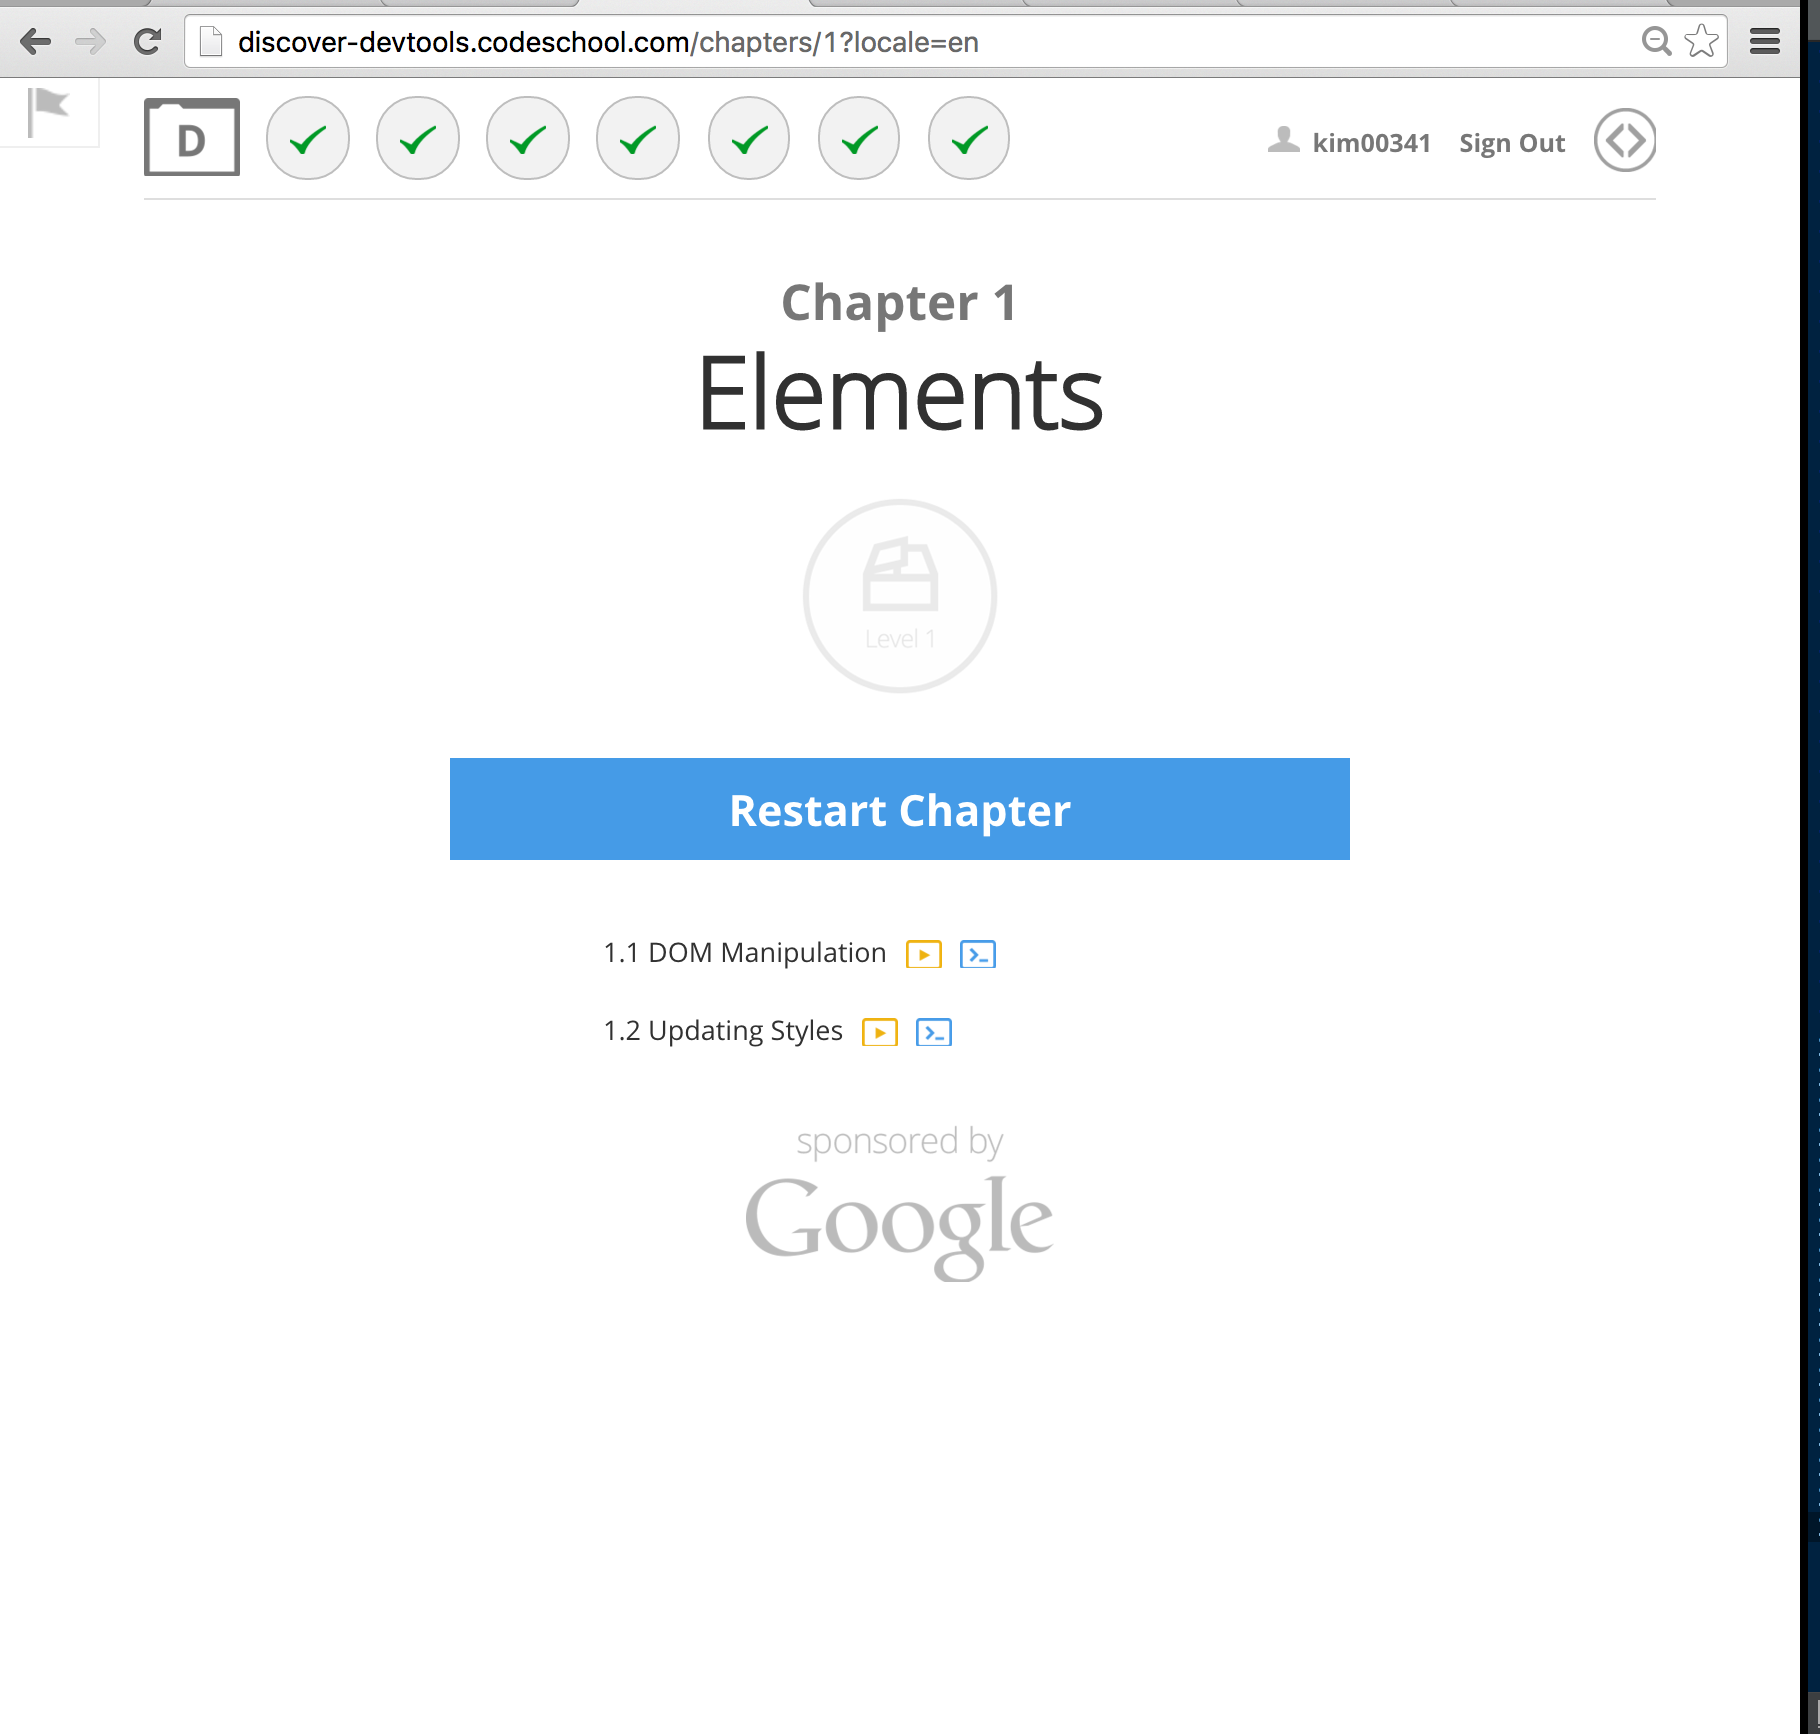 discover-devtools.codeschool.com/chapters/1?locale=en
D
kim00341 Sign Out
Chapter 1
Elements
Level 1
Restart Chapter
1.1 DOM Manipulation
1.2 Updating Styles
sponsored by
Google